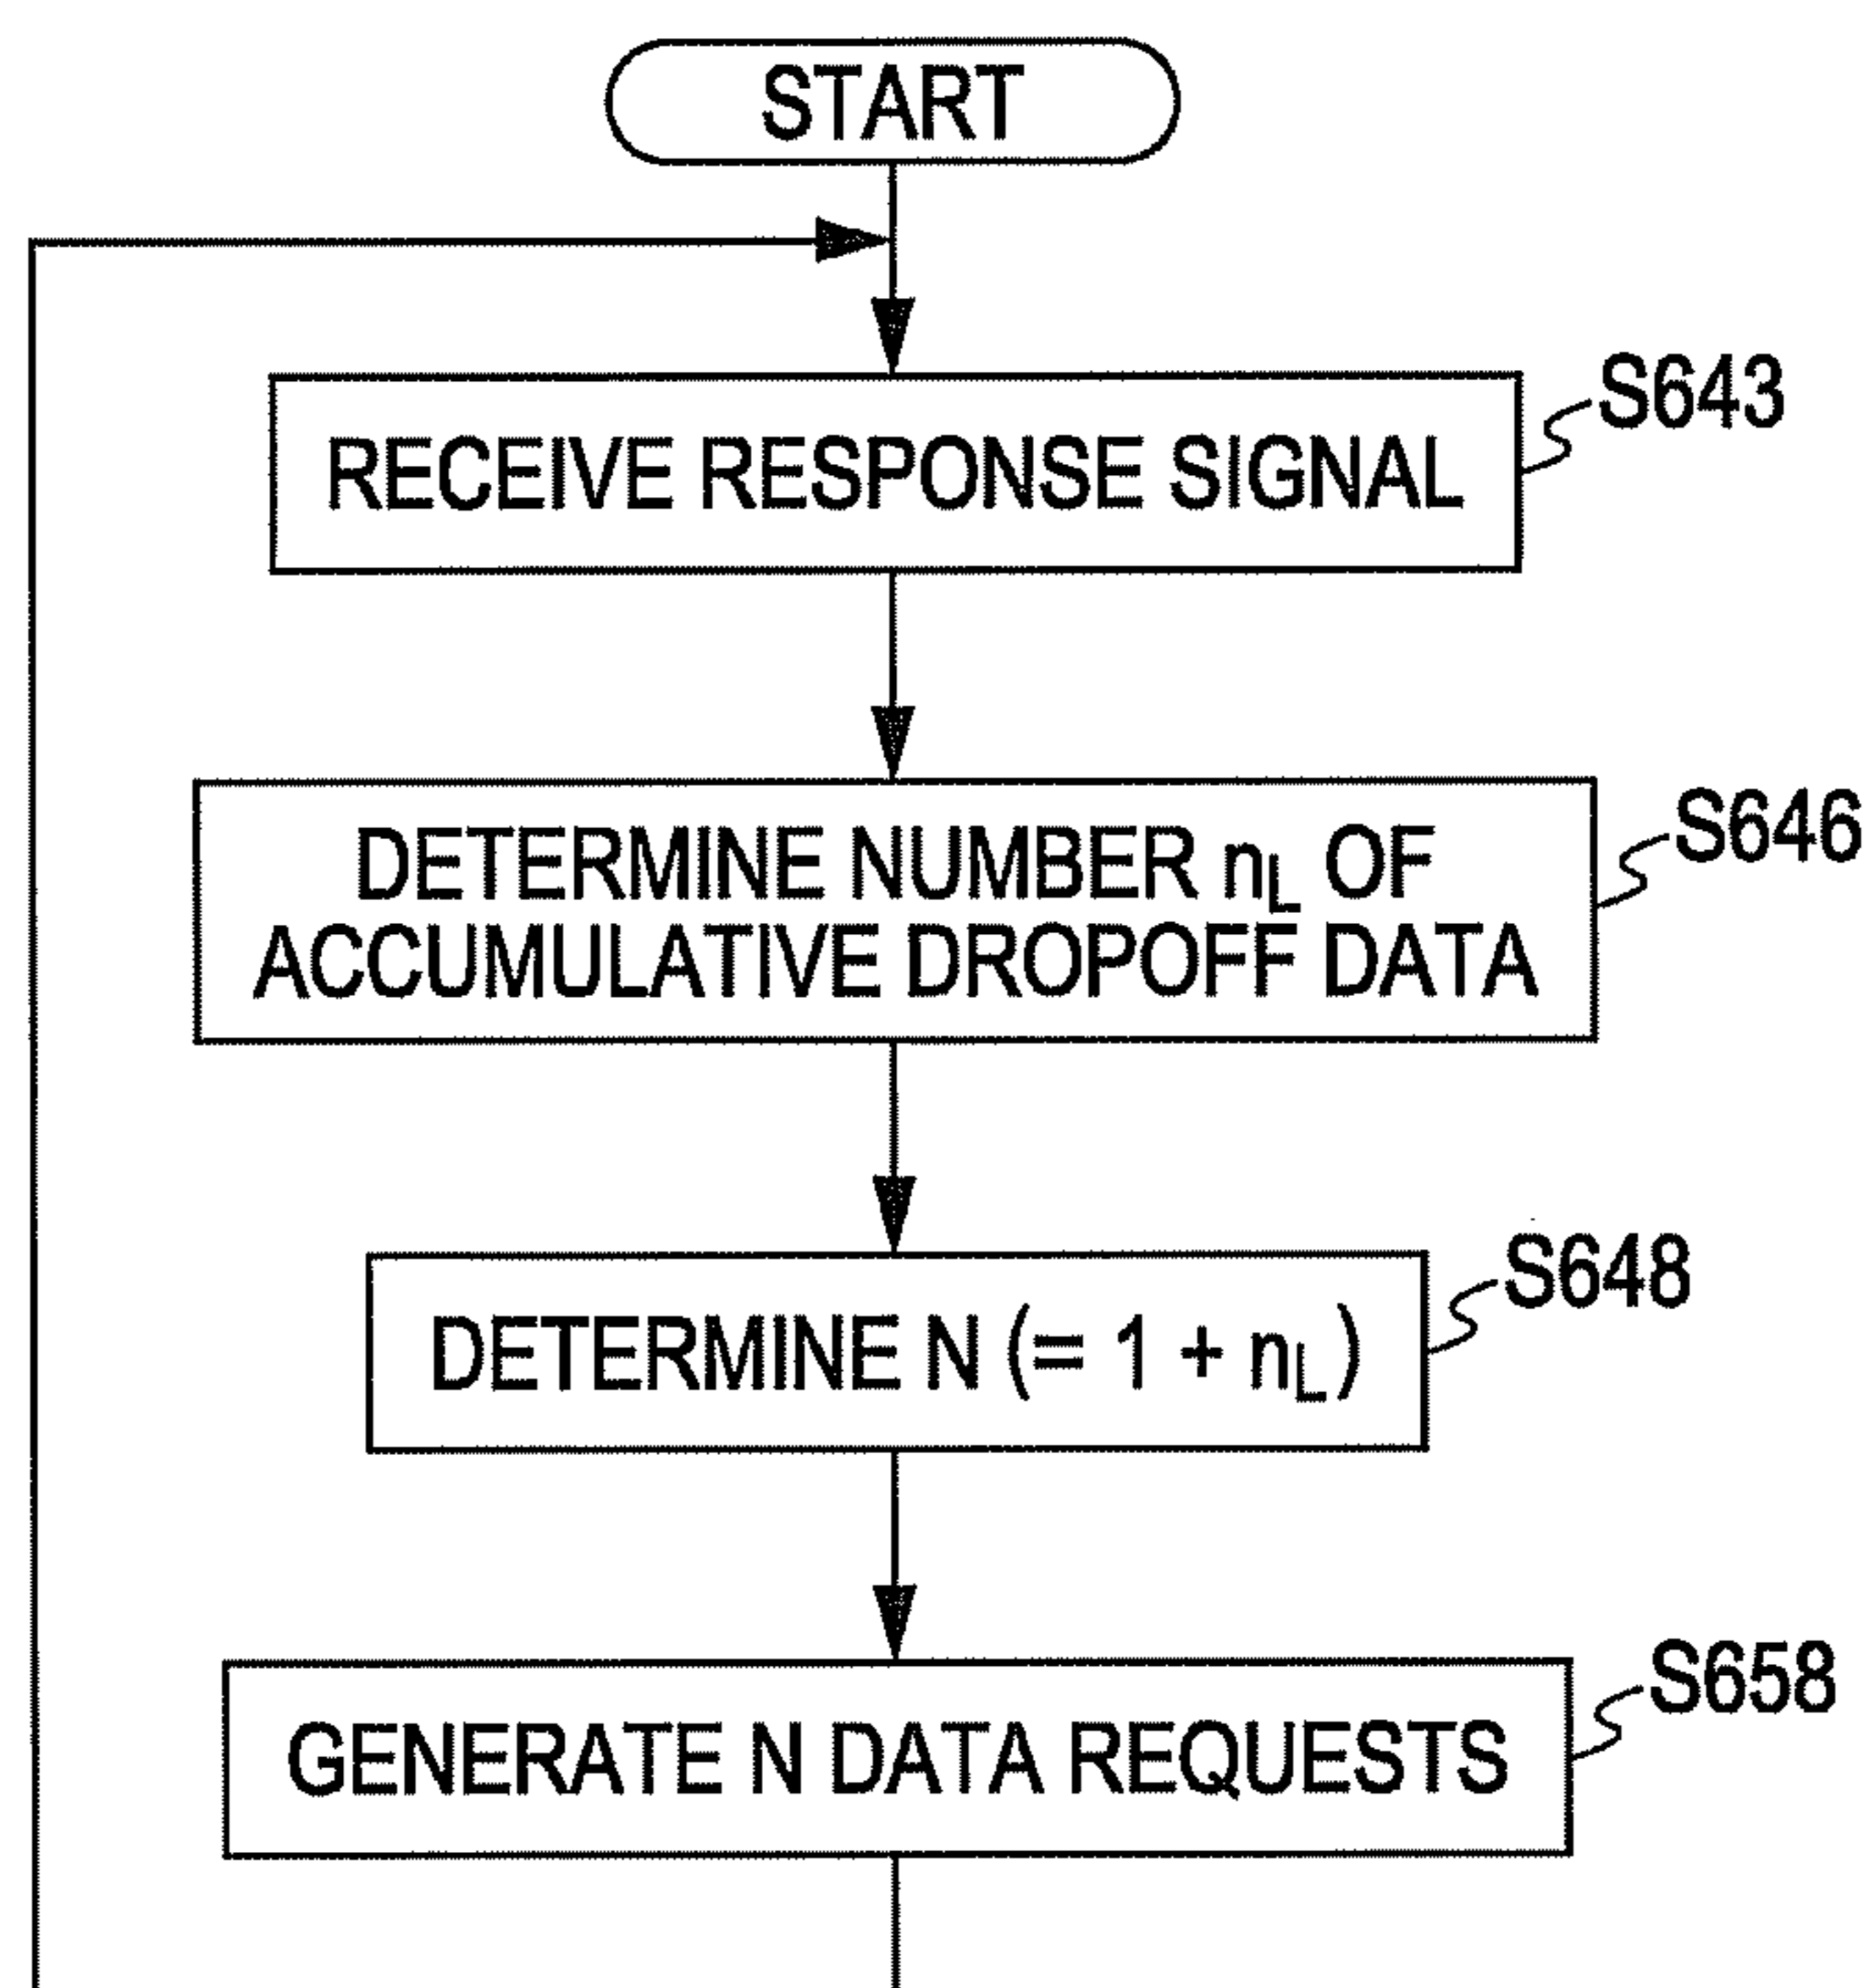 START
S643
RECEIVE RESPONSE SIGNAL
S646
DETERMINE NUMBER nL OF
ACCUMULATIVE DROPOFF DATA
S648
DETERMINE N (= 1 + nL)
S658
GENERATE N DATA REQUESTS